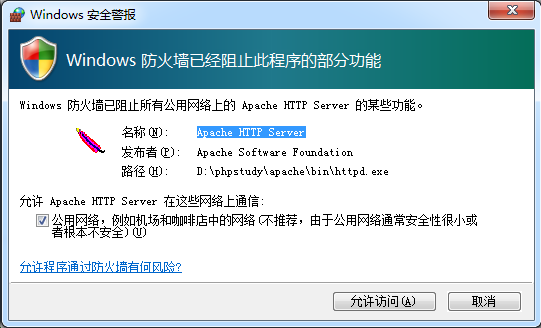 Windows 安全警报
Windows 防火墙已经阻止此程序的部分功能
Windows 防火墙已阻止所有公用网络上的 Apache HTTP Server 的某些功能。
名称(N): Apache HTTP Server
发布者(P): Apache Software Foundation
路径(H): D:\phpstudy\apache\bin\httpd.exe
允许 Apache HTTP Server 在这些网络上通信:
公用网络，例如机场和咖啡店中的网络(不推荐，由于公用网络通常安全性很小或
者根本不安全)(U)
允许程序通过防火墙有何风险?
允许访问(A) 取消